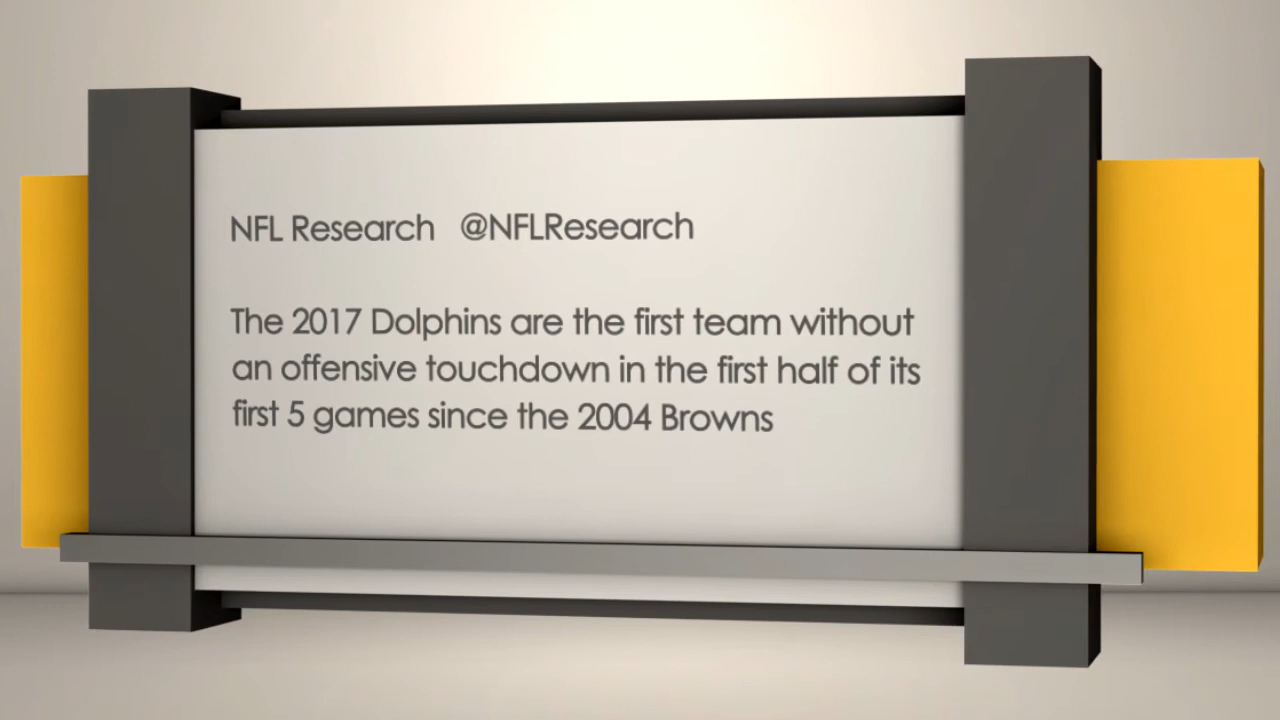 NFL Research @NFLResearch
The 2017 Dolphins are the first team without
an offensive touchdown in the first half of its
first 5 games since the 2004 Browns